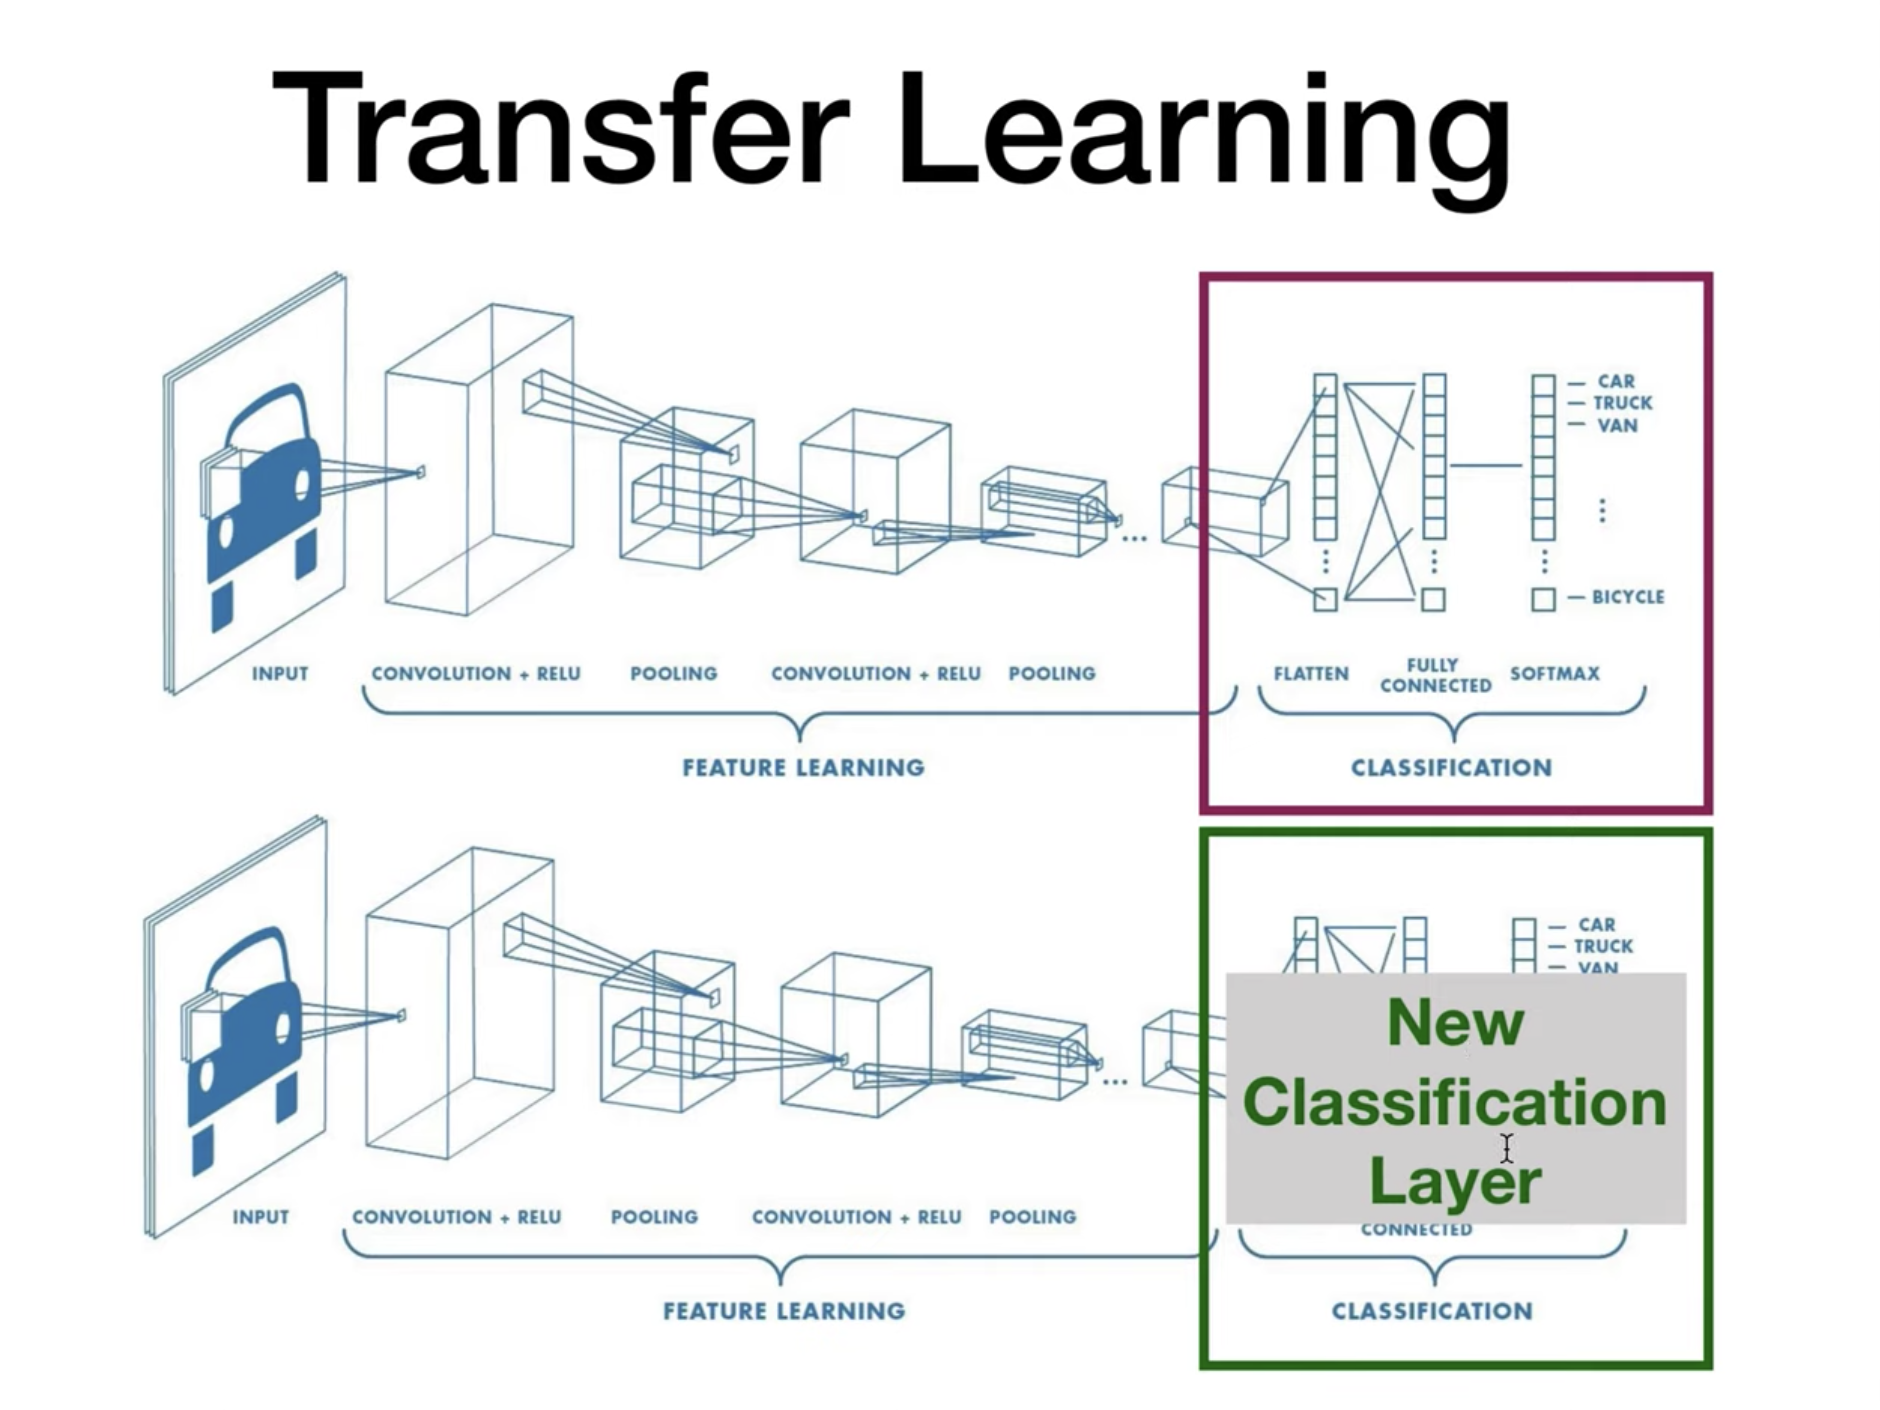 Transfer Learning
CAR
TRUCK
VAN
BICYCLE
INPUT CONVOLUTION + RELU POOLING CONVOLUTION + RELU POOLING FLATTEN FULLY CONNECTED SOFTMAX
FEATURE LEARNING CLASSIFICATION
CAR
TRUCK
VAN
New
Classification
Layer
INPUT CONVOLUTION + RELU POOLING CONVOLUTION + RELU POOLING CONNECTED
FEATURE LEARNING CLASSIFICATION